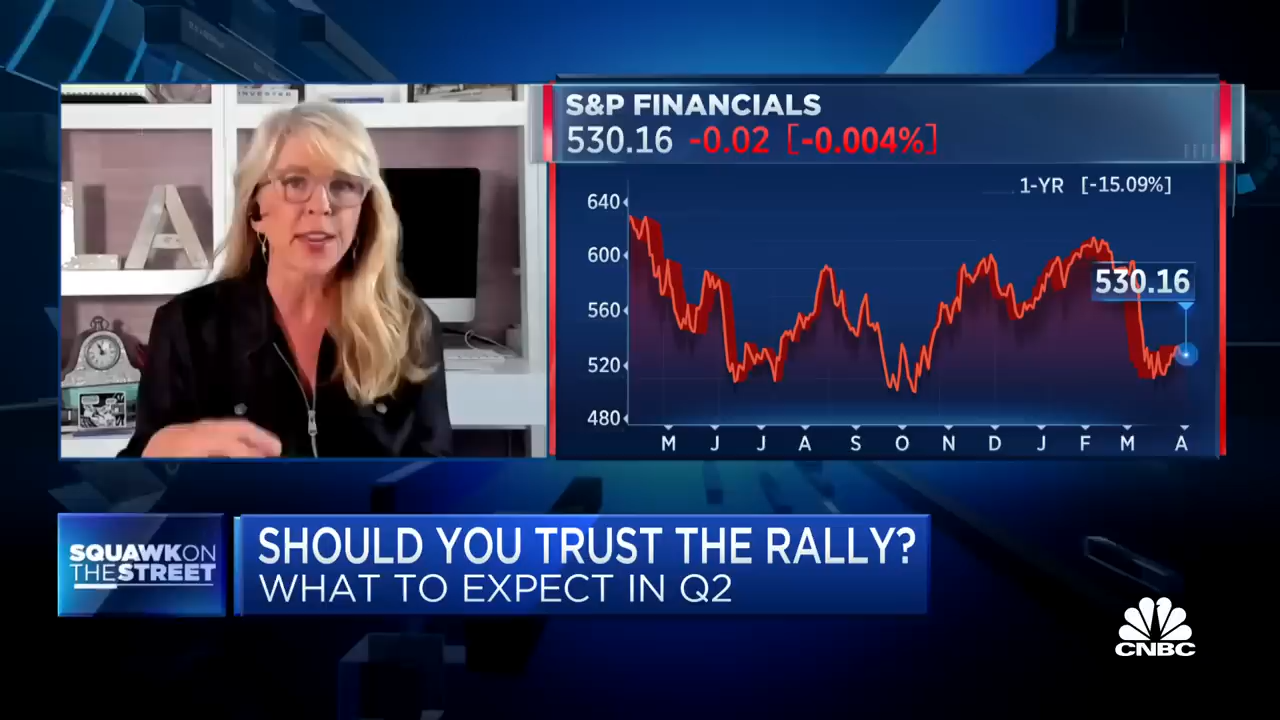 INVESTER
A
S&P FINANCIALS
530.16 -0.02 [-0.004%]
1-YR [-15.09%]
640
600
560
520
480
530.16
M J J A S O N D J F M A
SQUAWK ON
THE STREET
SHOULD YOU TRUST THE RALLY?
WHAT TO EXPECT IN Q2
CNBC